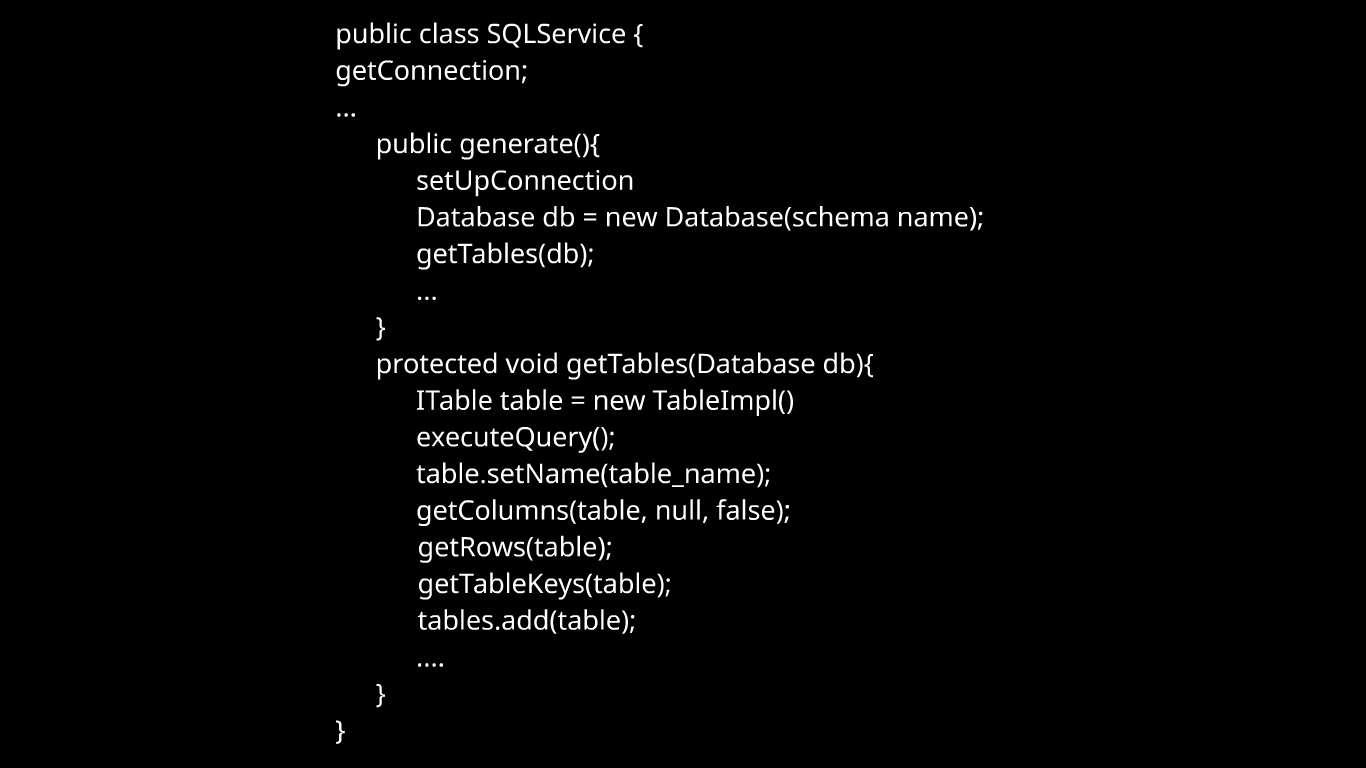 public class SQLService {
getConnection;
...
public generate(){
setUpConnection
Database db = new Database(schema name);
getTables(db);
...
}
protected void getTables(Database db){
ITable table = new TableImpl()
executeQuery();
table.setName(table_name);
getColumns(table, null, false);
getRows(table);
getTableKeys(table);
tables.add(table);
....
}
}